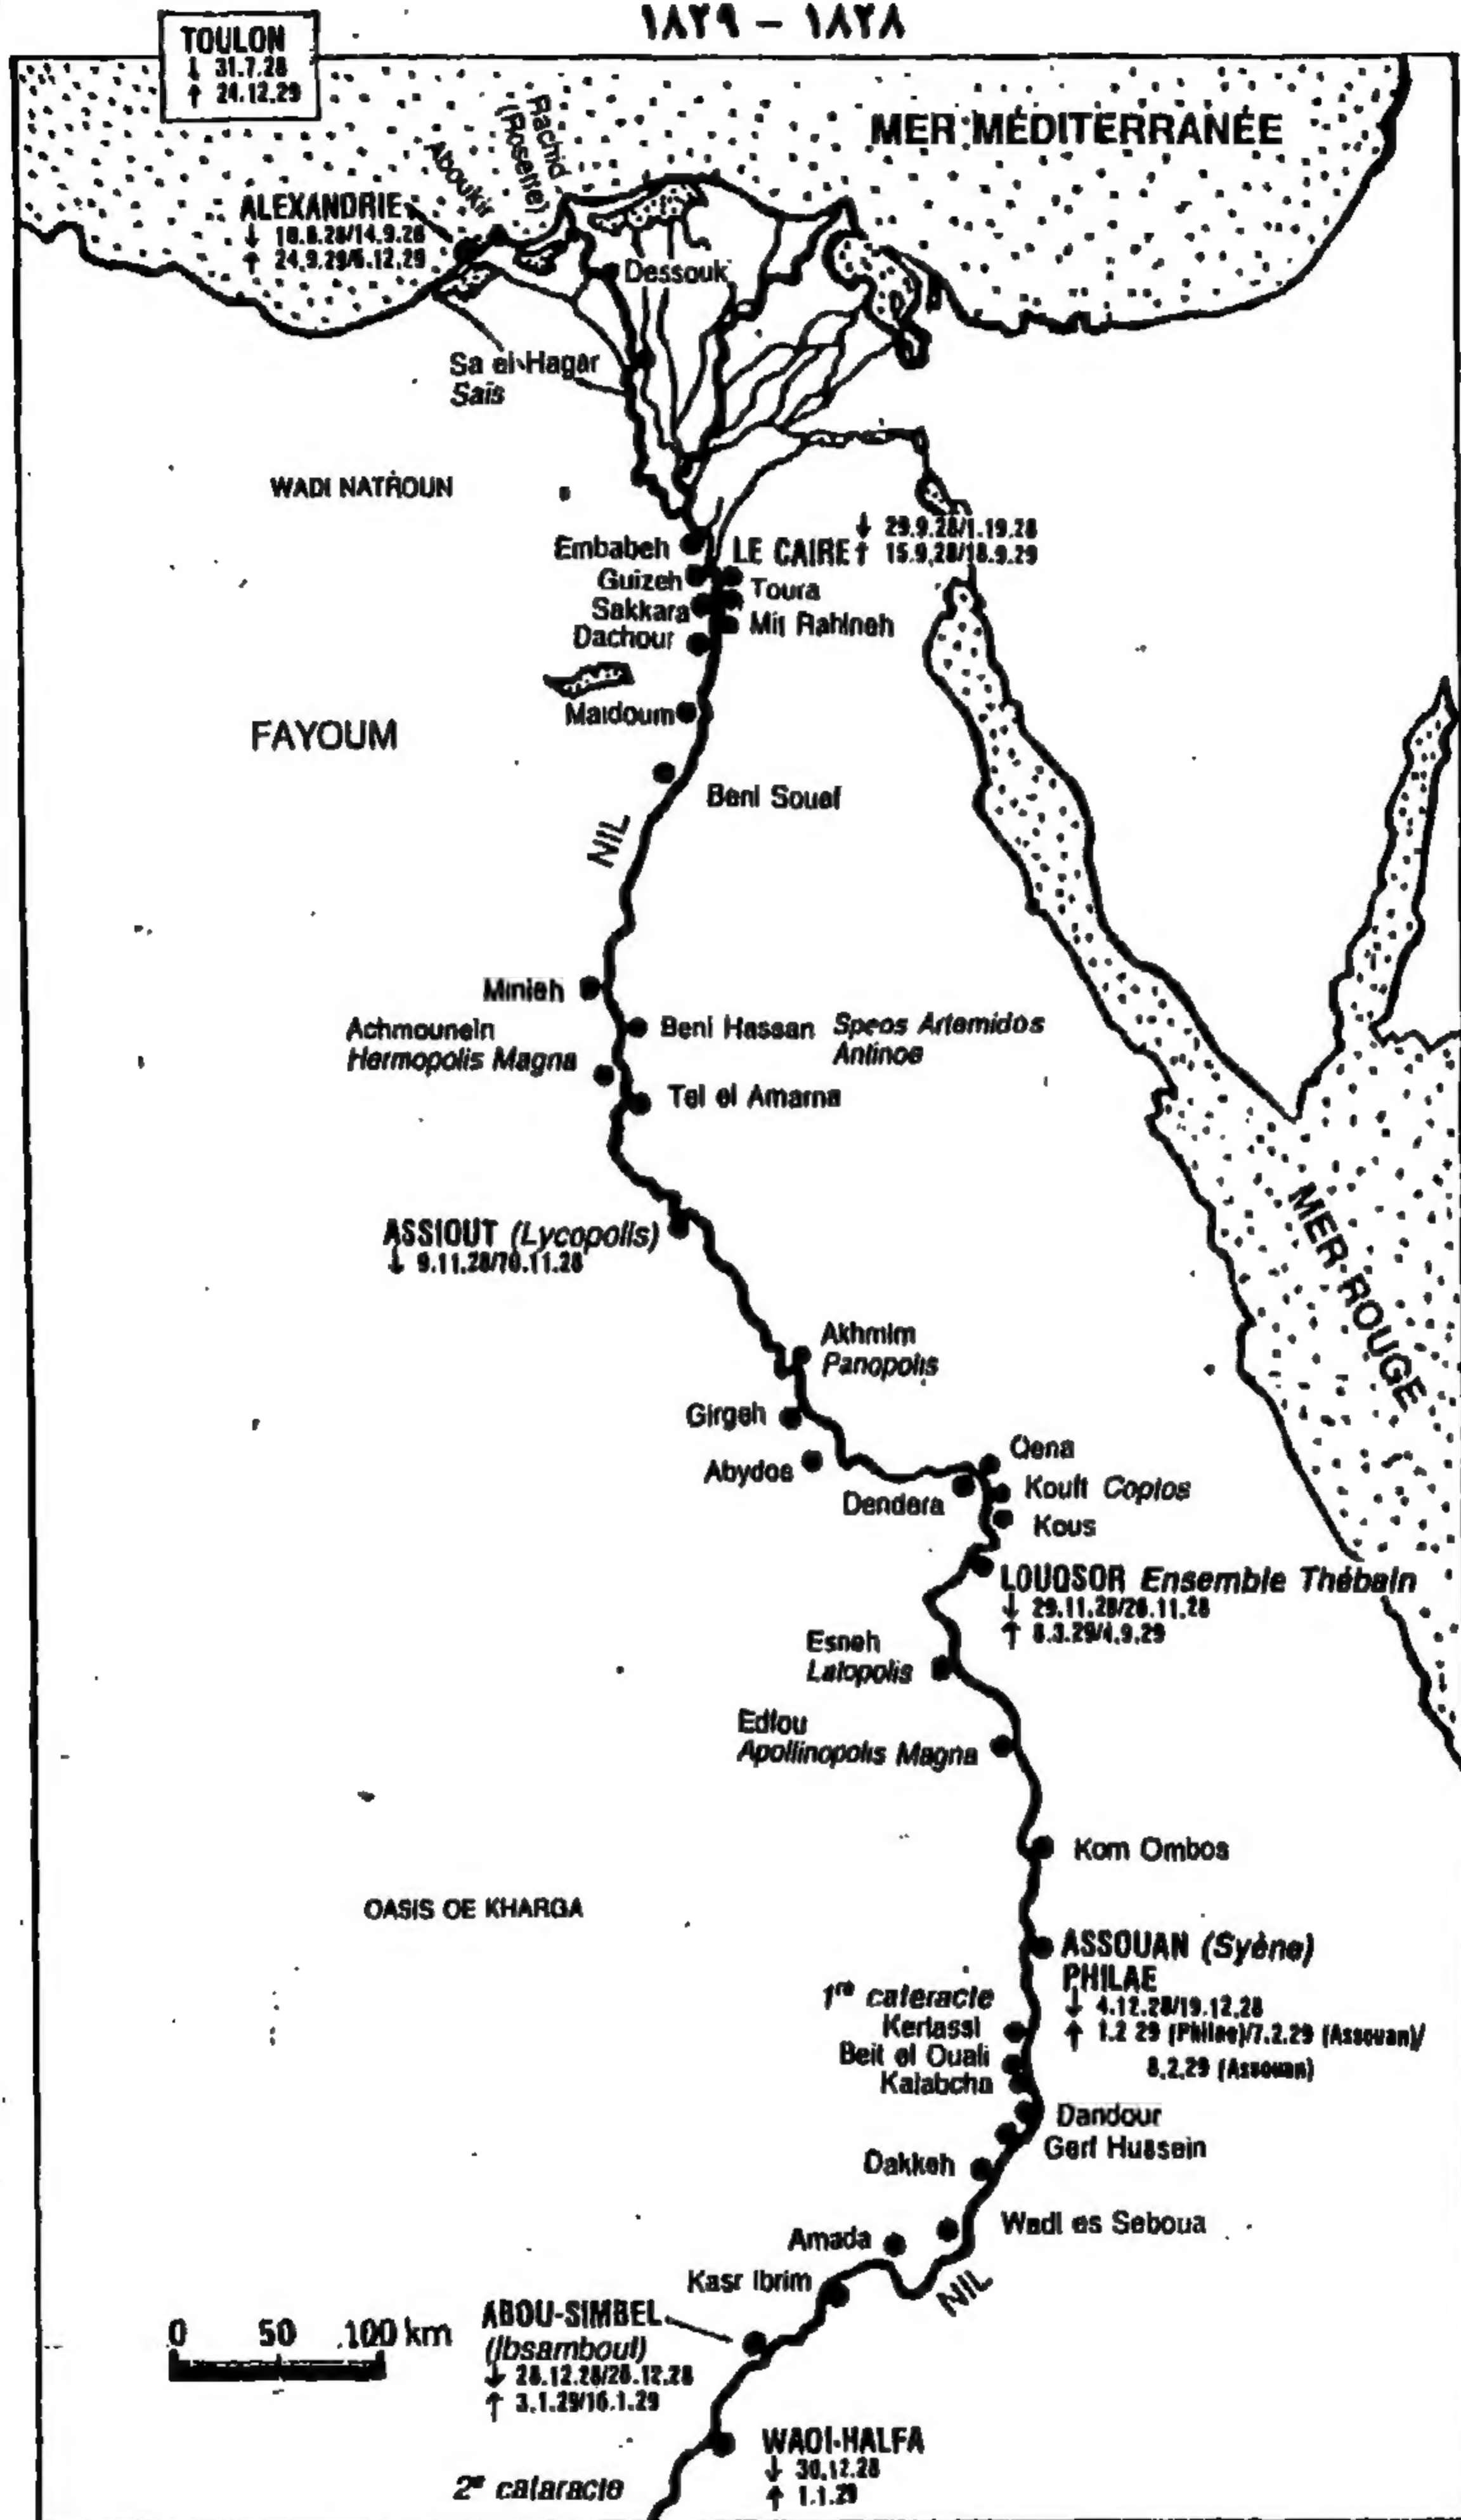 ١٨٢٩ – ١٨٢٨
TOULON
↓ 31.7.28
↑ 24.12.29
MER MÉDITERRANÉE
Rachid
(Rosette)
Aboukir
ALEXANDRIE
↓ 18.8.28/14.9.28
↑ 24.9.29/6.12.29
Dessouk
Sa el-Hagar
Saïs
WADI NATROUN
Embabeh
LE CAIRE
↓ 29.9.28/1.19.28
↑ 15.9.28/18.9.29
Guizeh
Toura
Sakkara
Mit Rahineh
Dachour
Maidoum
FAYOUM
Beni Souef
NIL
Minieh
Achmounein
Hermopolis Magna
Beni Hassan Speos Artemidos
Antinoe
Tel el Amarna
ASSIOUT (Lycopolis)
↓ 9.11.28/10.11.28
MER ROUGE
Akhmim
Panopolis
Girgeh
Abydos
Qena
Dendera
Kouft Coptos
Kous
LOUQSOR Ensemble Thébain
↓ 29.11.28/26.11.28
↑ 8.3.29/4.9.29
Esneh
Latopolis
Edfou
Apollinopolis Magna
Kom Ombos
OASIS DE KHARGA
ASSOUAN (Syène)
PHILAE
↓ 4.12.28/19.12.28
↑ 1.2 29 (Philae)/7.2.29 (Assouan)/
8.2.29 (Assouan)
1re cateracte
Kertassi
Beit el Ouali
Kalabcha
Dandour
Gerf Hussein
Dakkeh
Wadi es Seboua
Amada
Kasr Ibrim
NIL
ABOU-SIMBEL
(Ibsamboul)
↓ 26.12.28/28.12.28
↑ 3.1.29/16.1.29
0 50 100 km
WADI-HALFA
↓ 30.12.28
↑ 1.1.29
2e cataracte